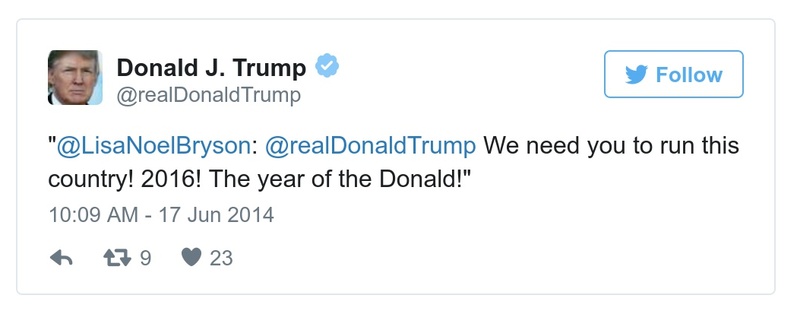 Donald J. Trump
Follow
@realDonaldTrump
"@LisaNoelBryson: @realDonaldTrump We need you to run this
country! 2016! The year of the Donald!"
10:09 AM - 17 Jun 2014
9 23